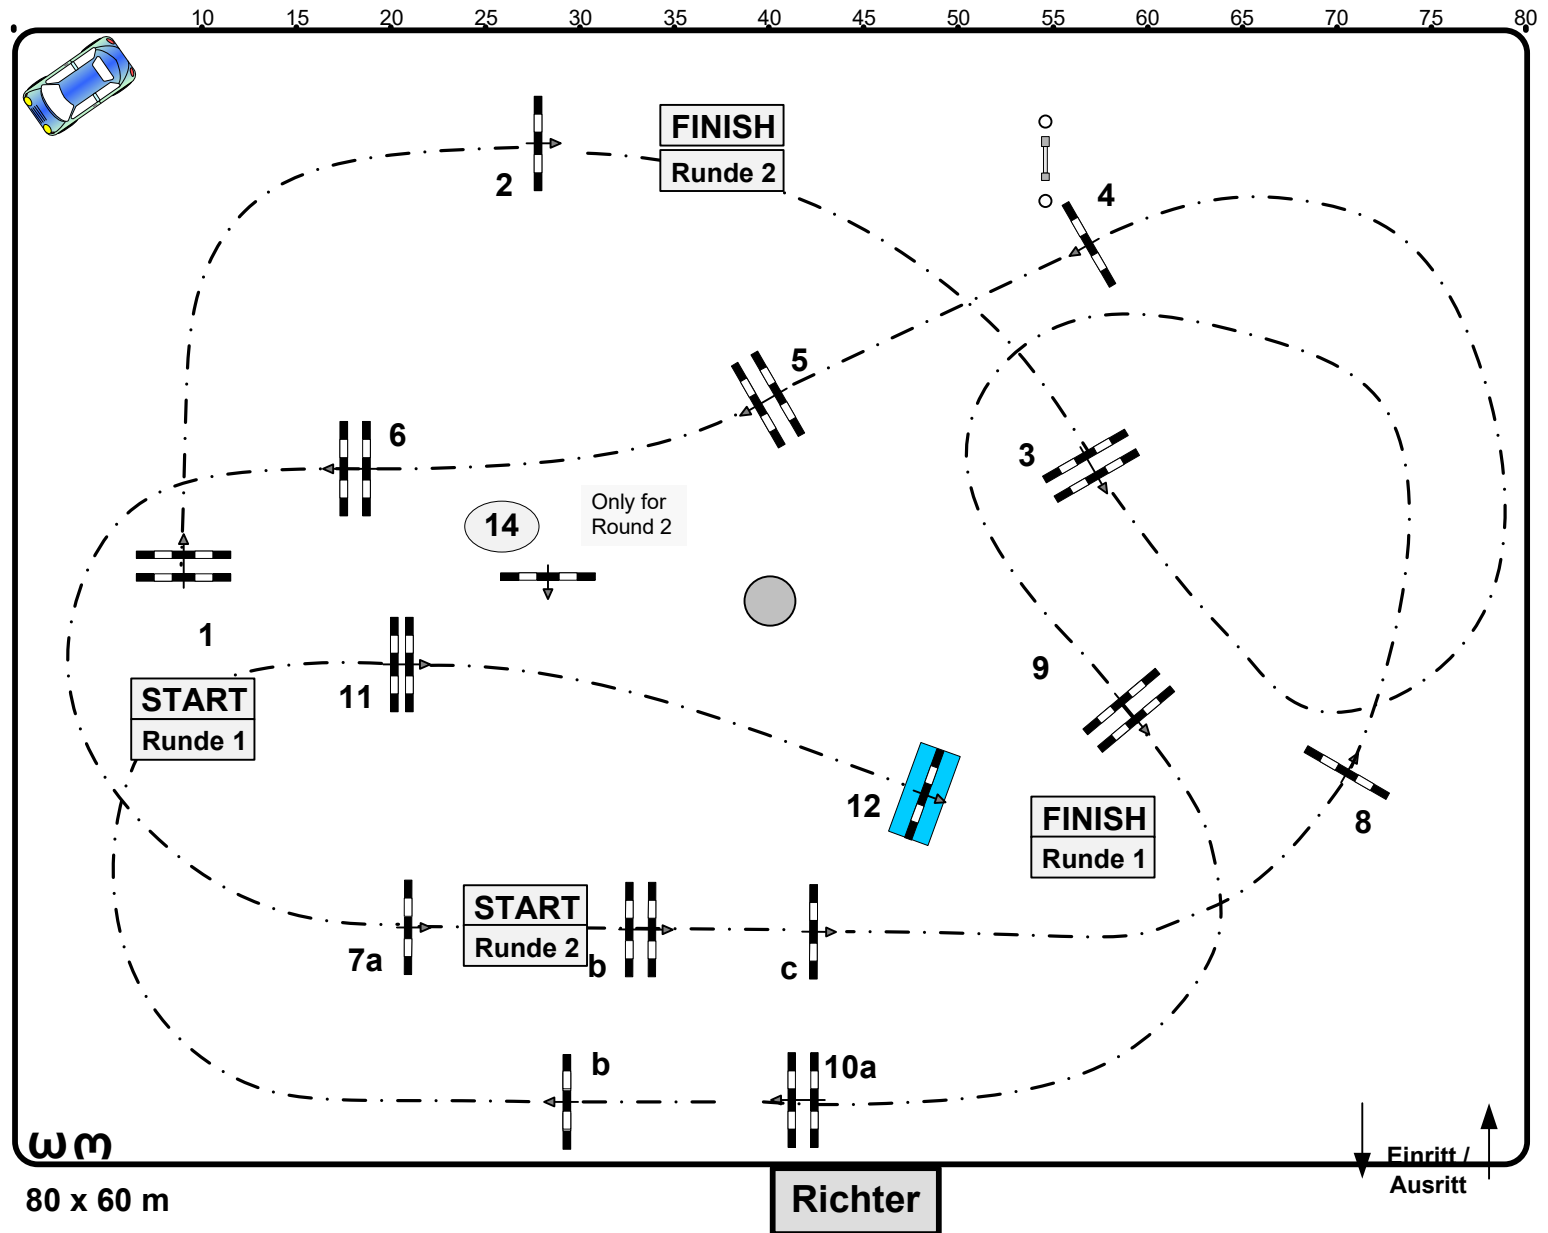 10 15 20 25 30 35 40 45 50 55 60 65 70 75 80
FINISH
Runde 2
2
4
5
6
3
14
Only for
Round 2
1
9
START
Runde 1
11
12
FINISH
Runde 1
8
START
Runde 2
7a
b
c
b
10a
Einritt /
Ausritt
80 x 60 m
Richter